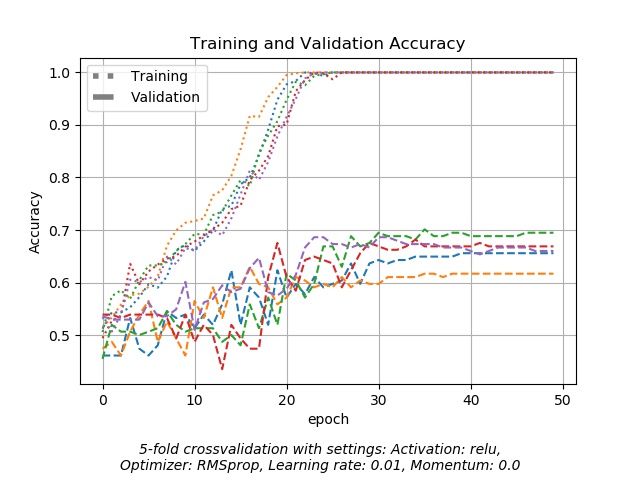 Training and Validation Accuracy
Training
Validation
1.0
0.9
0.8
0.7
0.6
0.5
Accuracy
0
10
20
30
40
50
epoch
5-fold crossvalidation with settings: Activation: relu,
Optimizer: RMSprop, Learning rate: 0.01, Momentum: 0.0